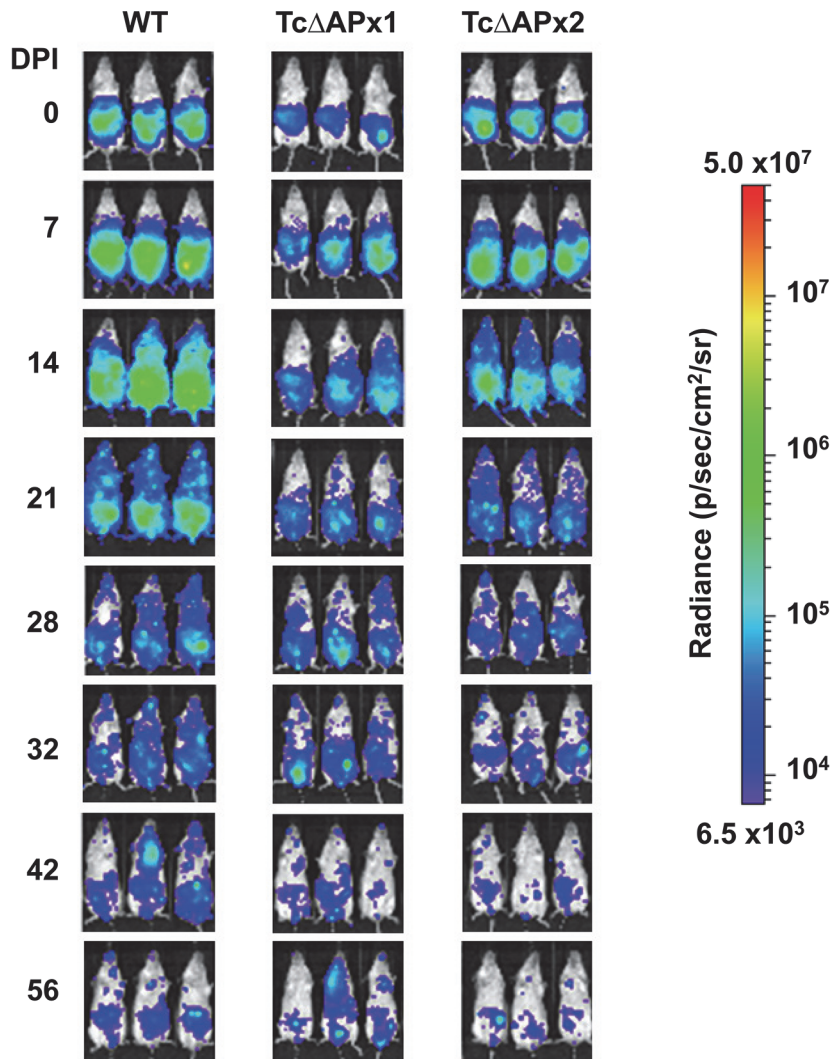 WT TcΔAPx1 TcΔAPx2
DPI
0
7
14
21
28
32
42
56
5.0 x10⁷
10⁷
10⁶
10⁵
10⁴
6.5 x10³
Radiance (p/sec/cm²/sr)